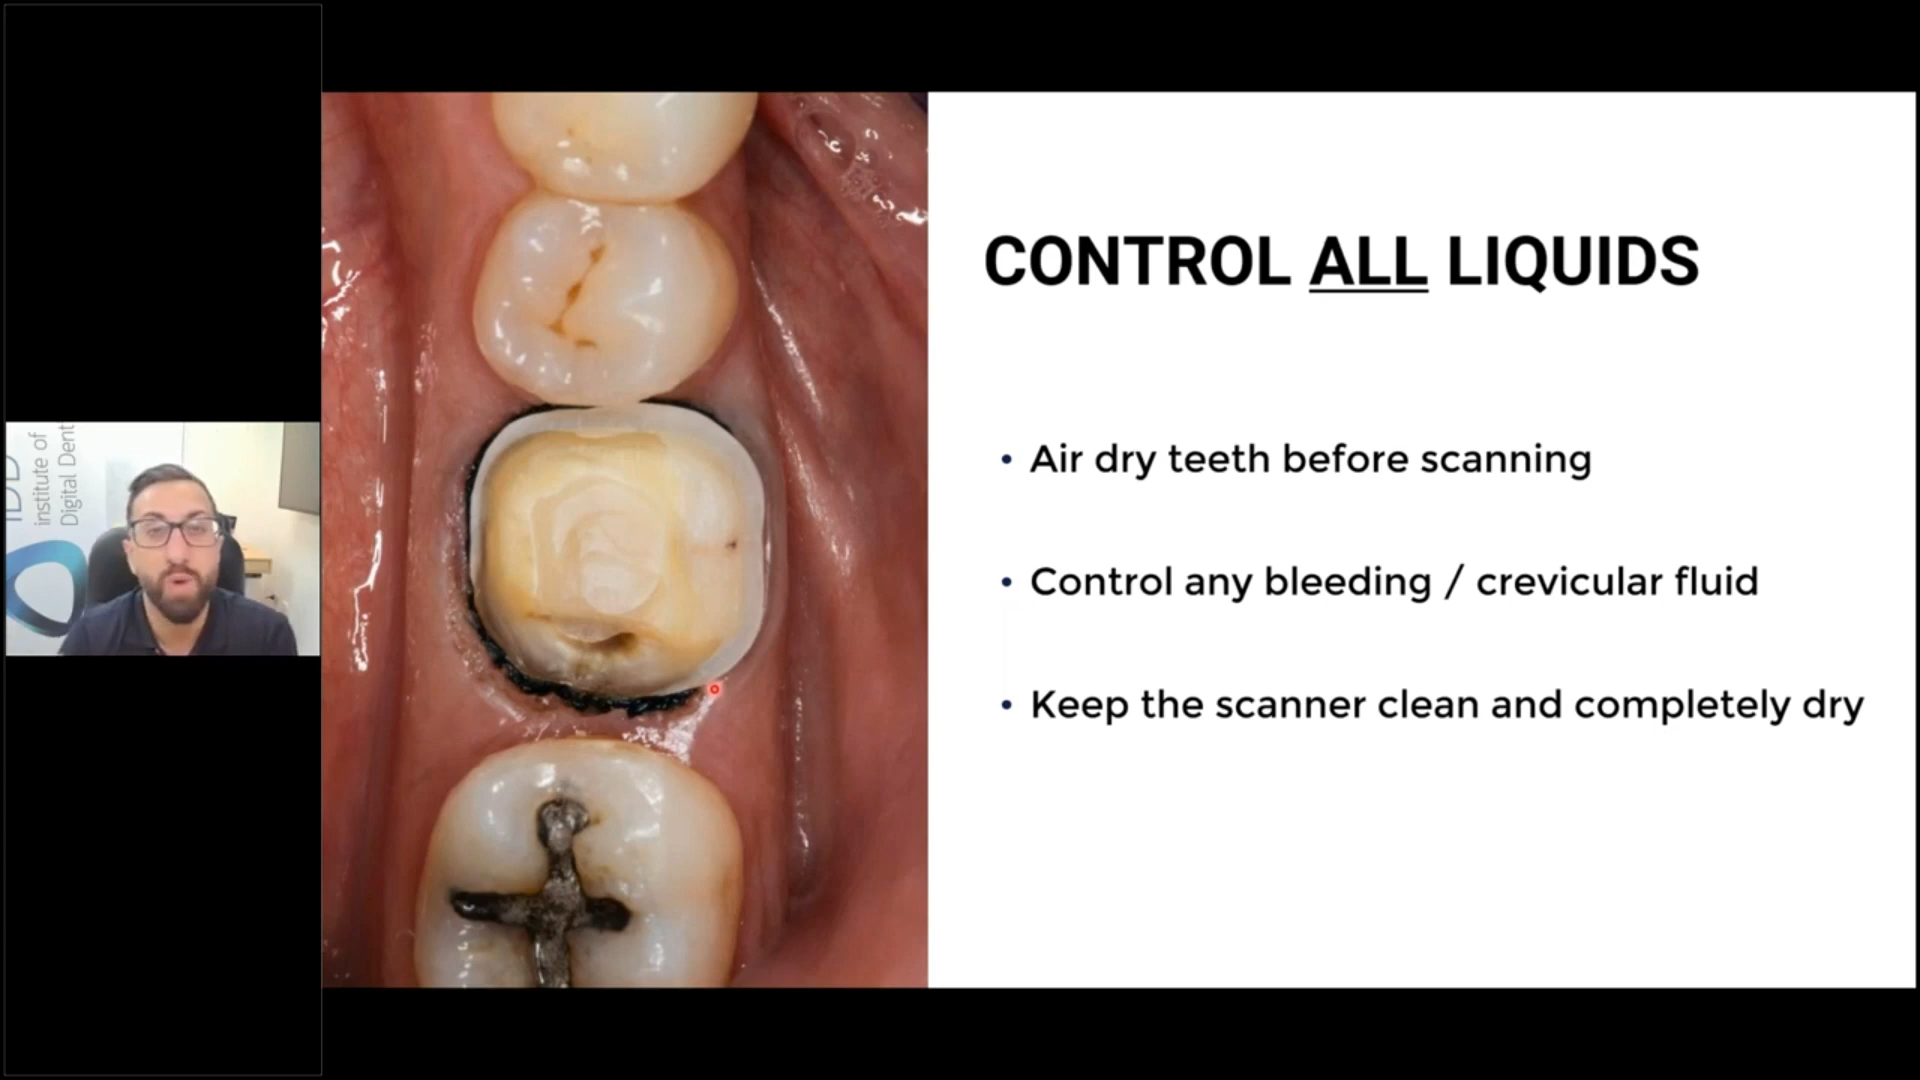 institute of
Digital Dent
CONTROL ALL LIQUIDS
• Air dry teeth before scanning
• Control any bleeding / crevicular fluid
• Keep the scanner clean and completely dry